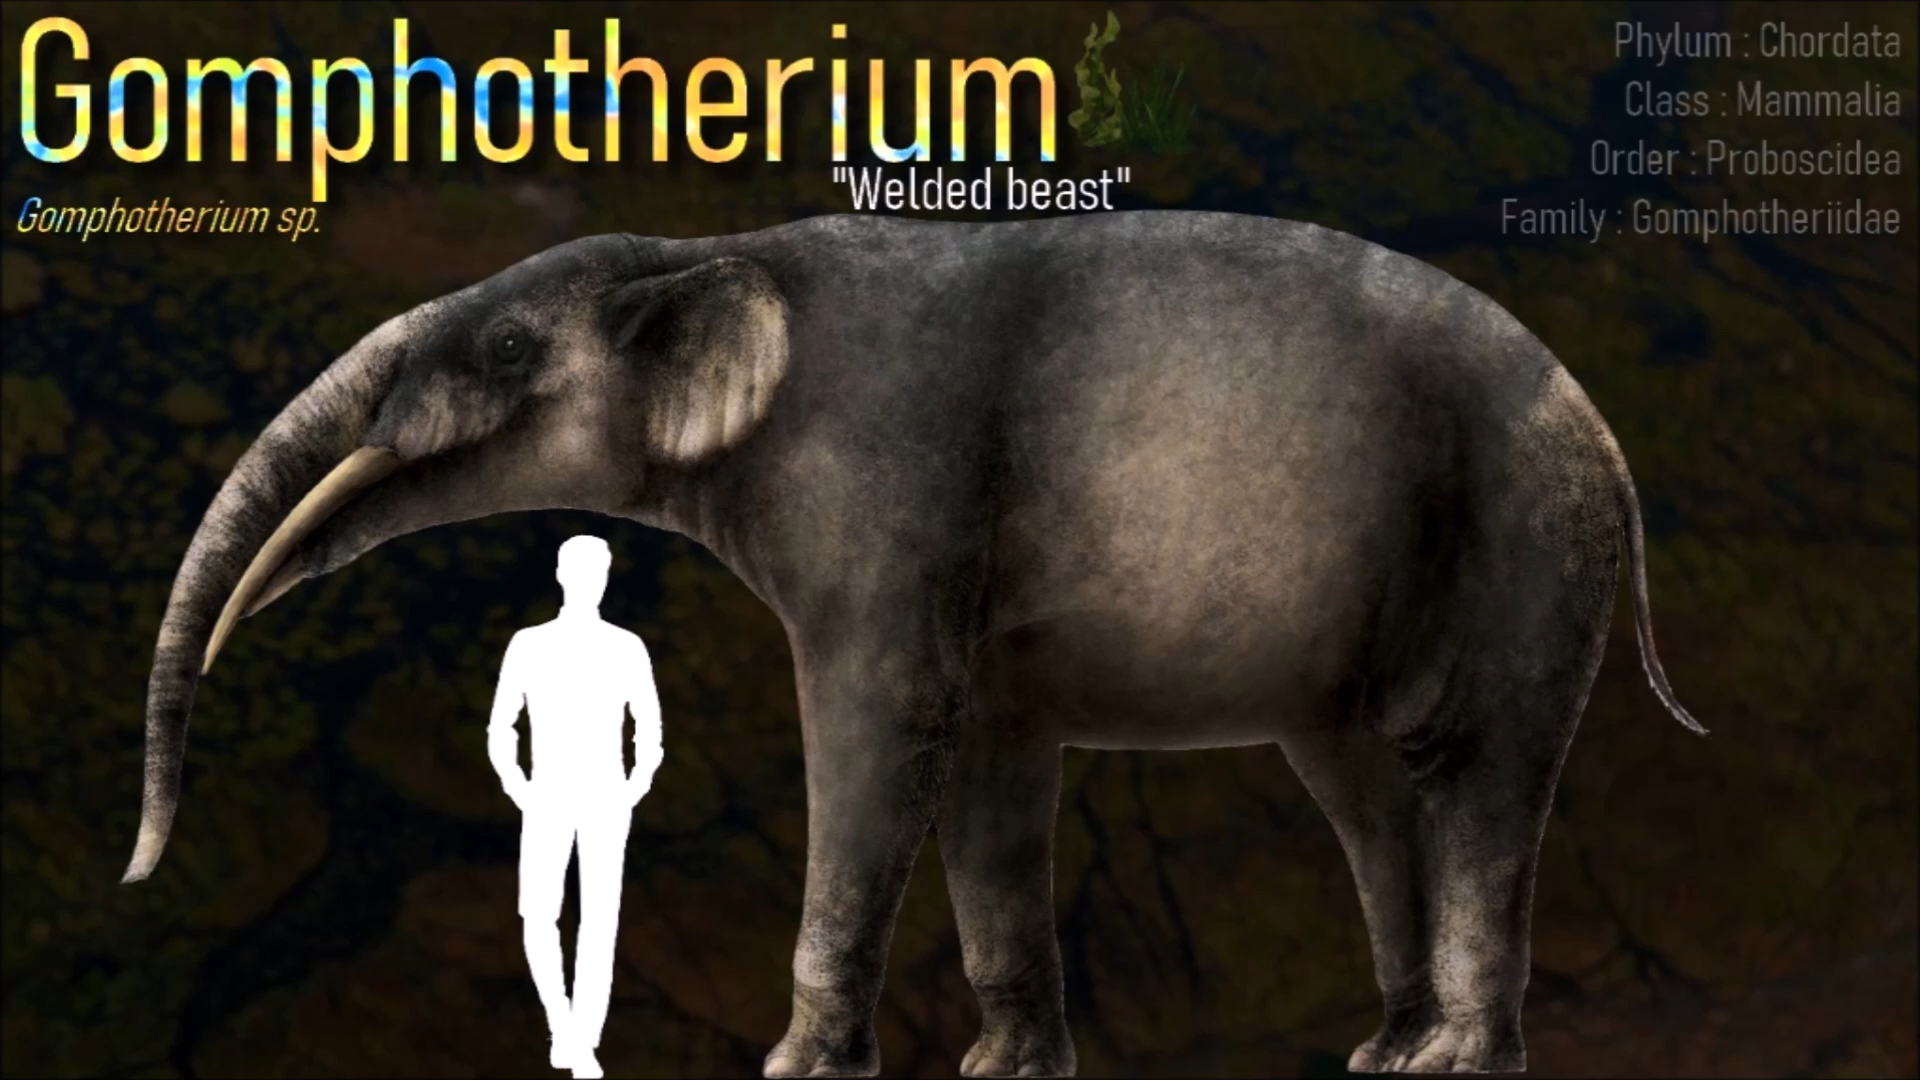 Gomphotherium
"Welded beast"
Gomphotherium sp.
Phylum : Chordata
Class : Mammalia
Order : Proboscidea
Family : Gomphotheriidae